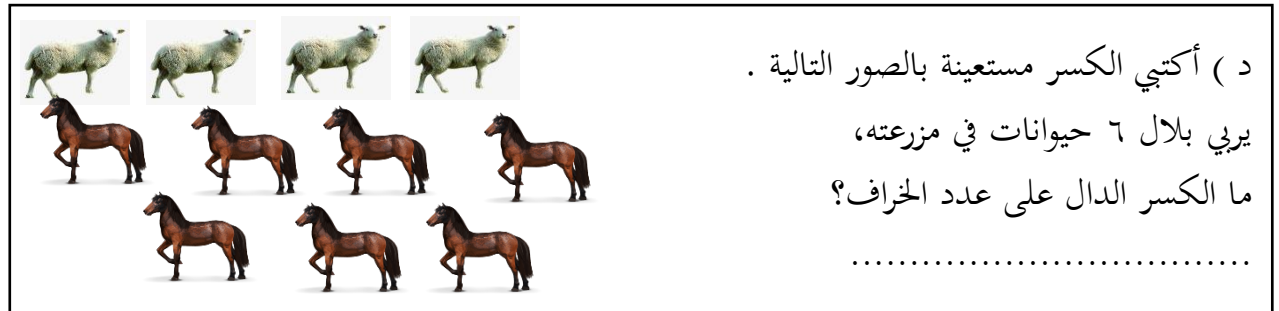 د ) أكتبي الكسر مستعينة بالصور التالية .
يربي بلال ٦ حيوانات في مزرعته،
ما الكسر الدال على عدد الخراف؟
..................................